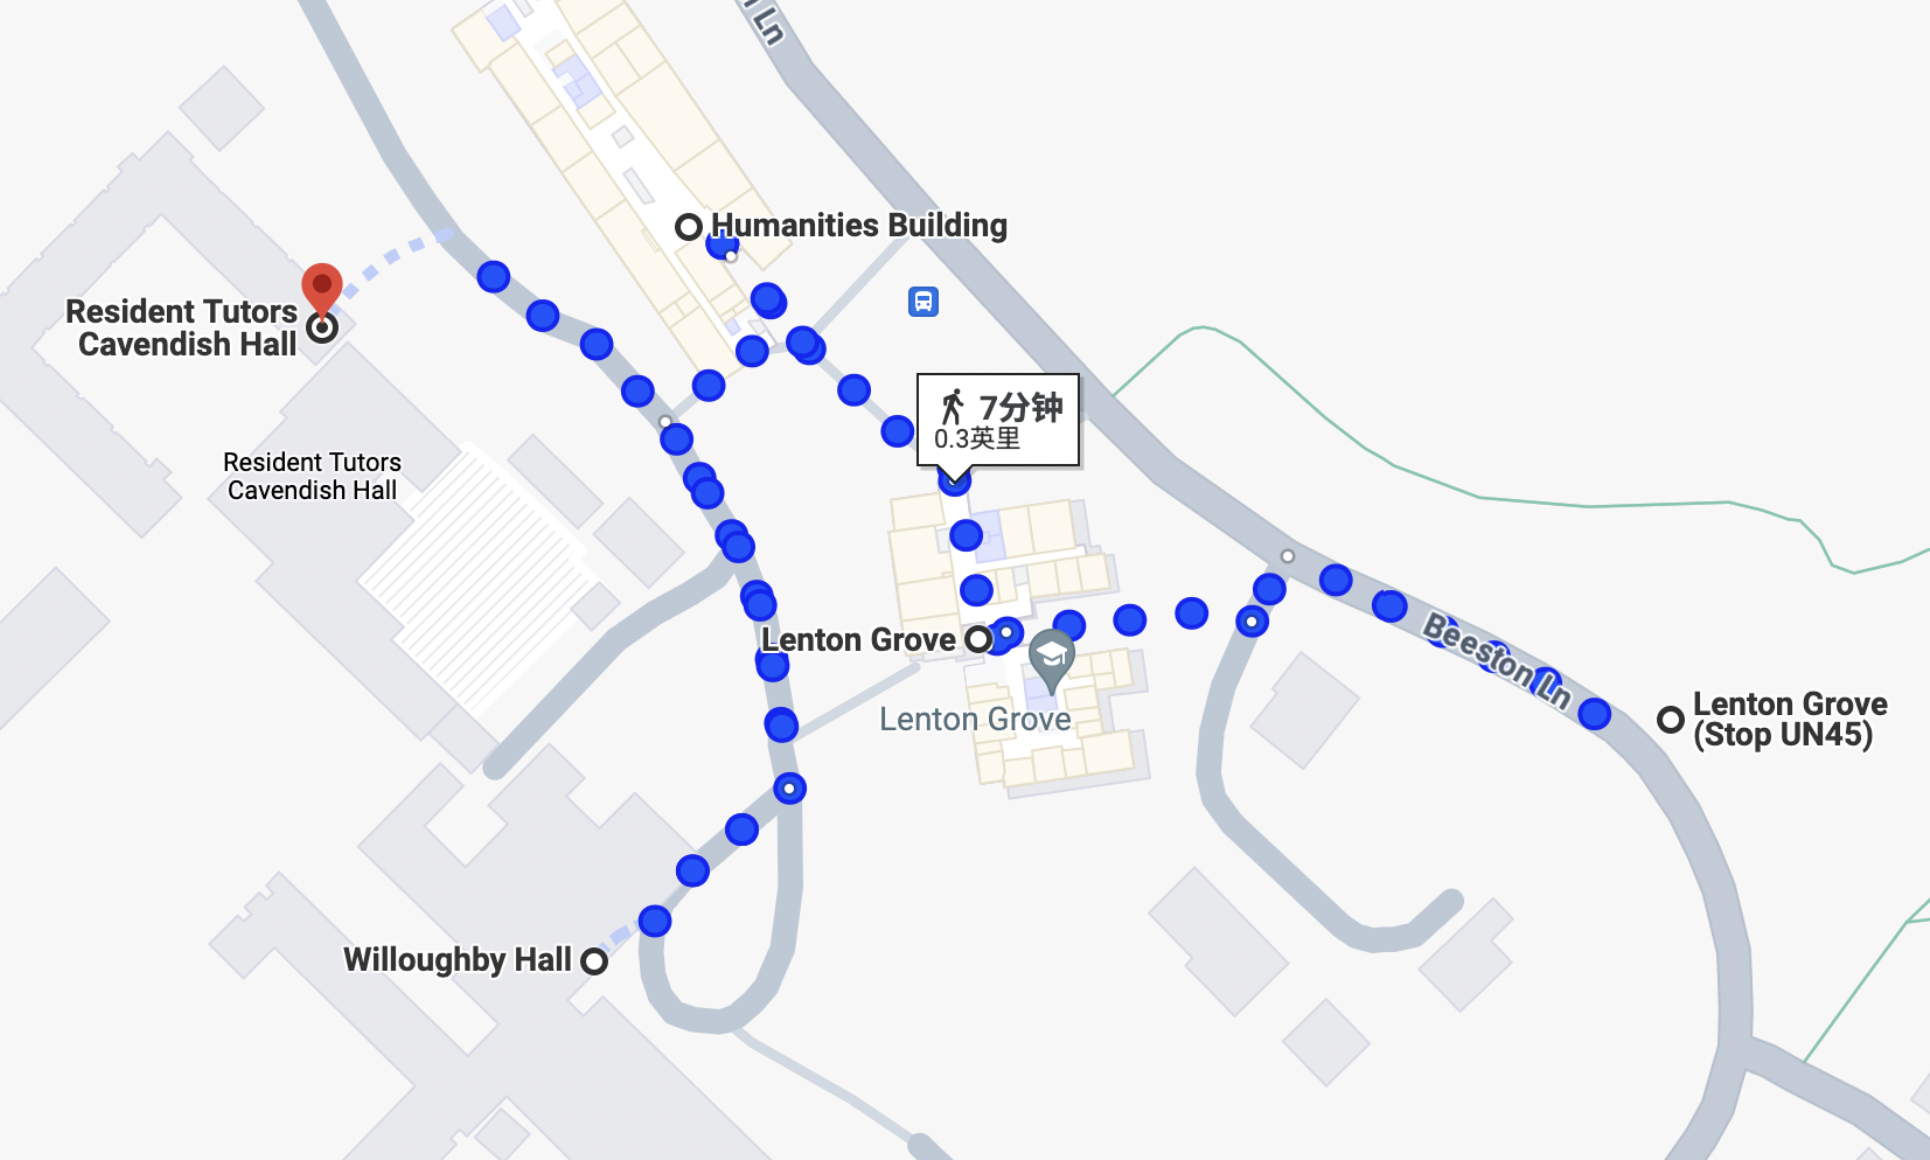 Ln
Humanities Building
Resident Tutors
Cavendish Hall
7分钟
0.3英里
Resident Tutors
Cavendish Hall
Lenton Grove
Beeston Ln
Lenton Grove
Lenton Grove
(Stop UN45)
Willoughby Hall